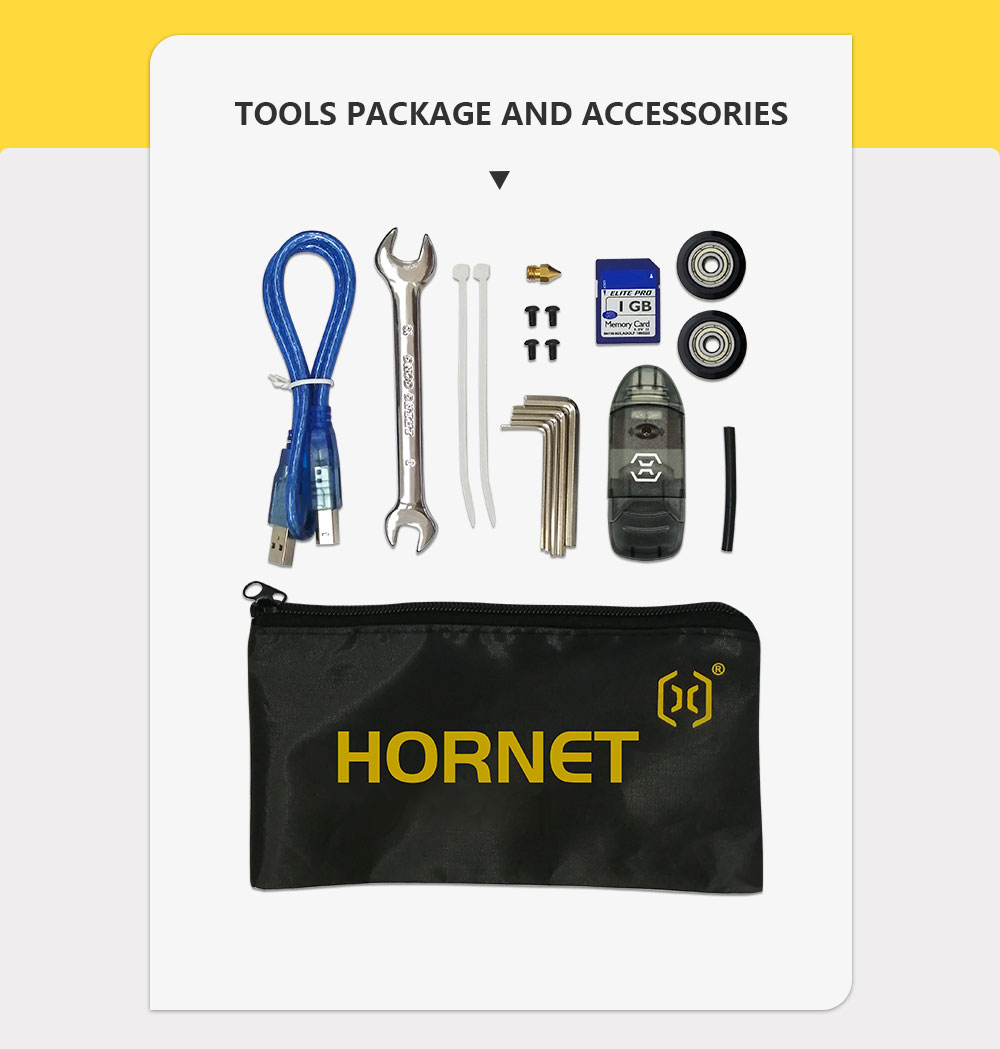 TOOLS PACKAGE AND ACCESSORIES
ELITE PRO
1 GB
Memory Card
HORNET
®